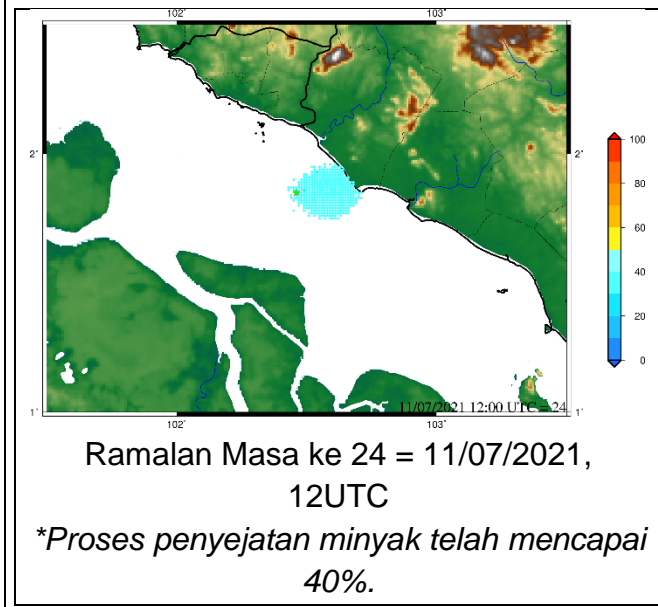 102˚ 103˚
2˚ 2˚
1˚ 1˚
102˚ 103˚
11/07/2021 12:00 UTC = 24
100
80
60
40
20
0
Ramalan Masa ke 24 = 11/07/2021,
12UTC
*Proses penyejatan minyak telah mencapai
40%.